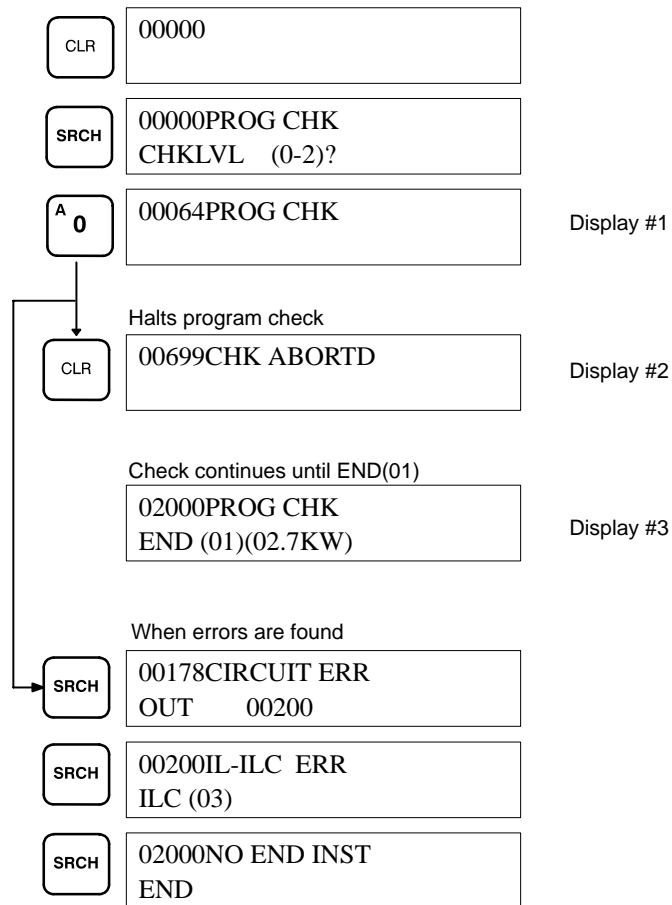 CLR
00000
SRCH
00000PROG CHK
CHKLVL (0-2)?
A
0
00064PROG CHK
Display #1
Halts program check
CLR
00699CHK ABORTD
Display #2
Check continues until END(01)
02000PROG CHK
END (01)(02.7KW)
Display #3
When errors are found
SRCH
00178CIRCUIT ERR
OUT 00200
SRCH
00200IL-ILC ERR
ILC (03)
SRCH
02000NO END INST
END